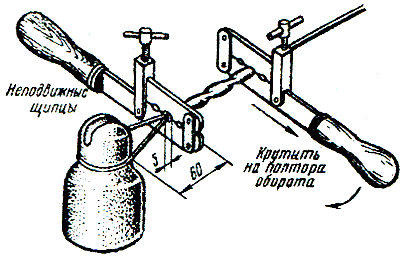 Неподвижные
щипцы
5
60
Крутить
на полтора
оборота